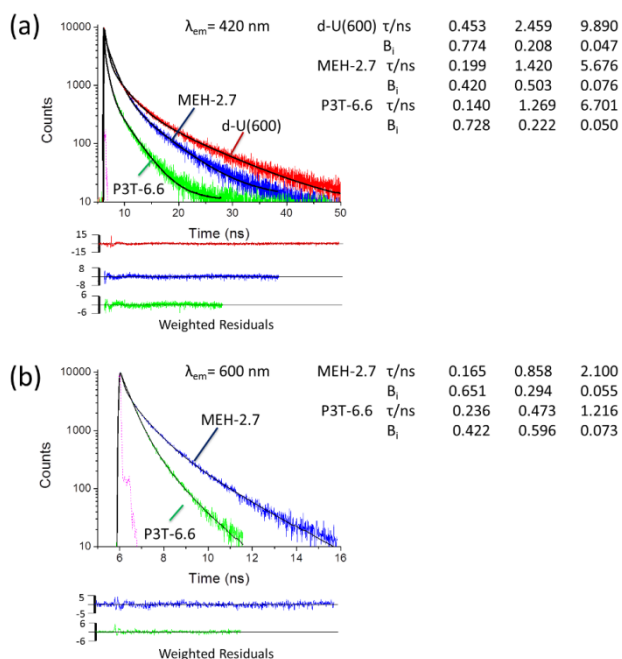 (a)
λem= 420 nm
d-U(600) τ/ns 0.453 2.459 9.890
Bi 0.774 0.208 0.047
MEH-2.7 τ/ns 0.199 1.420 5.676
Bi 0.420 0.503 0.076
P3T-6.6 τ/ns 0.140 1.269 6.701
Bi 0.728 0.222 0.050
10000
1000
100
10
Counts
MEH-2.7
d-U(600)
P3T-6.6
10 20 30 40 50
Time (ns)
15
-15
8
-8
6
-6
Weighted Residuals
(b)
λem= 600 nm
MEH-2.7 τ/ns 0.165 0.858 2.100
Bi 0.651 0.294 0.055
P3T-6.6 τ/ns 0.236 0.473 1.216
Bi 0.422 0.596 0.073
10000
1000
100
10
Counts
MEH-2.7
P3T-6.6
6 8 10 12 14 16
Time (ns)
5
-5
6
-6
Weighted Residuals